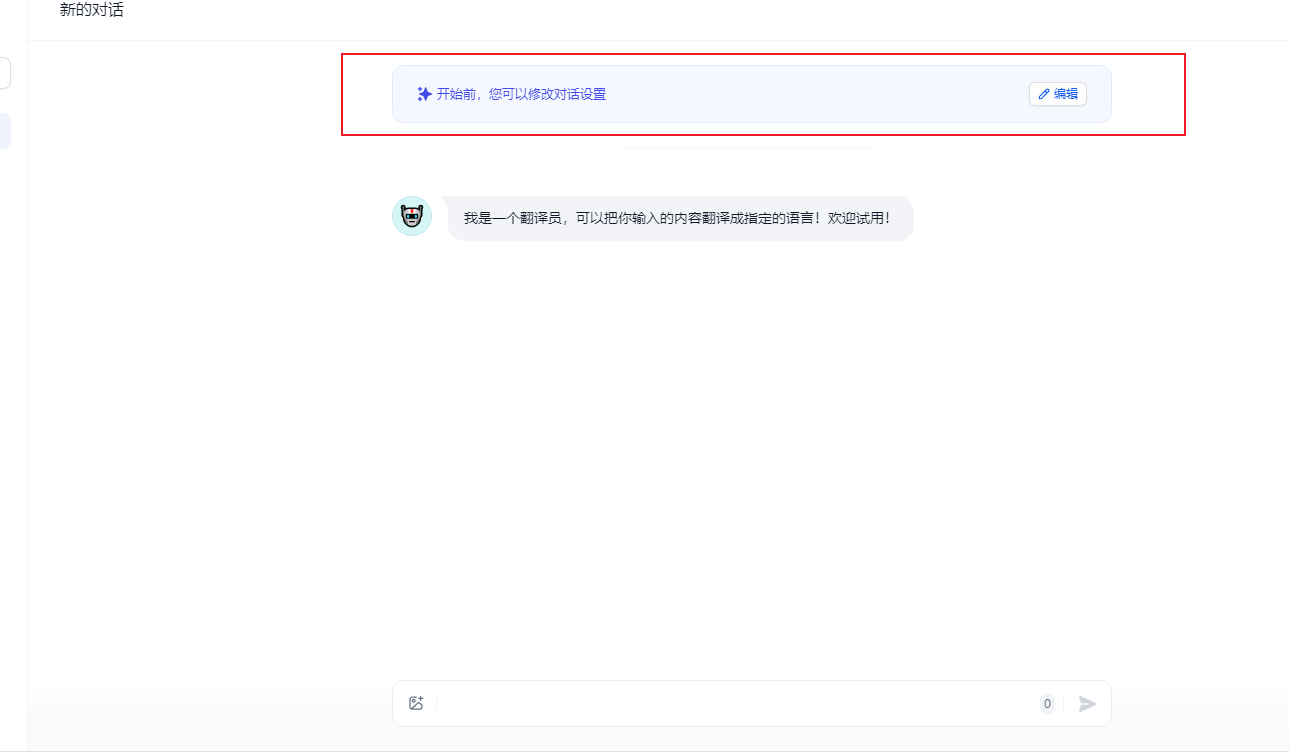 新的对话
开始前，您可以修改对话设置
编辑
我是一个翻译员，可以把你输入的内容翻译成指定的语言！欢迎试用！
0